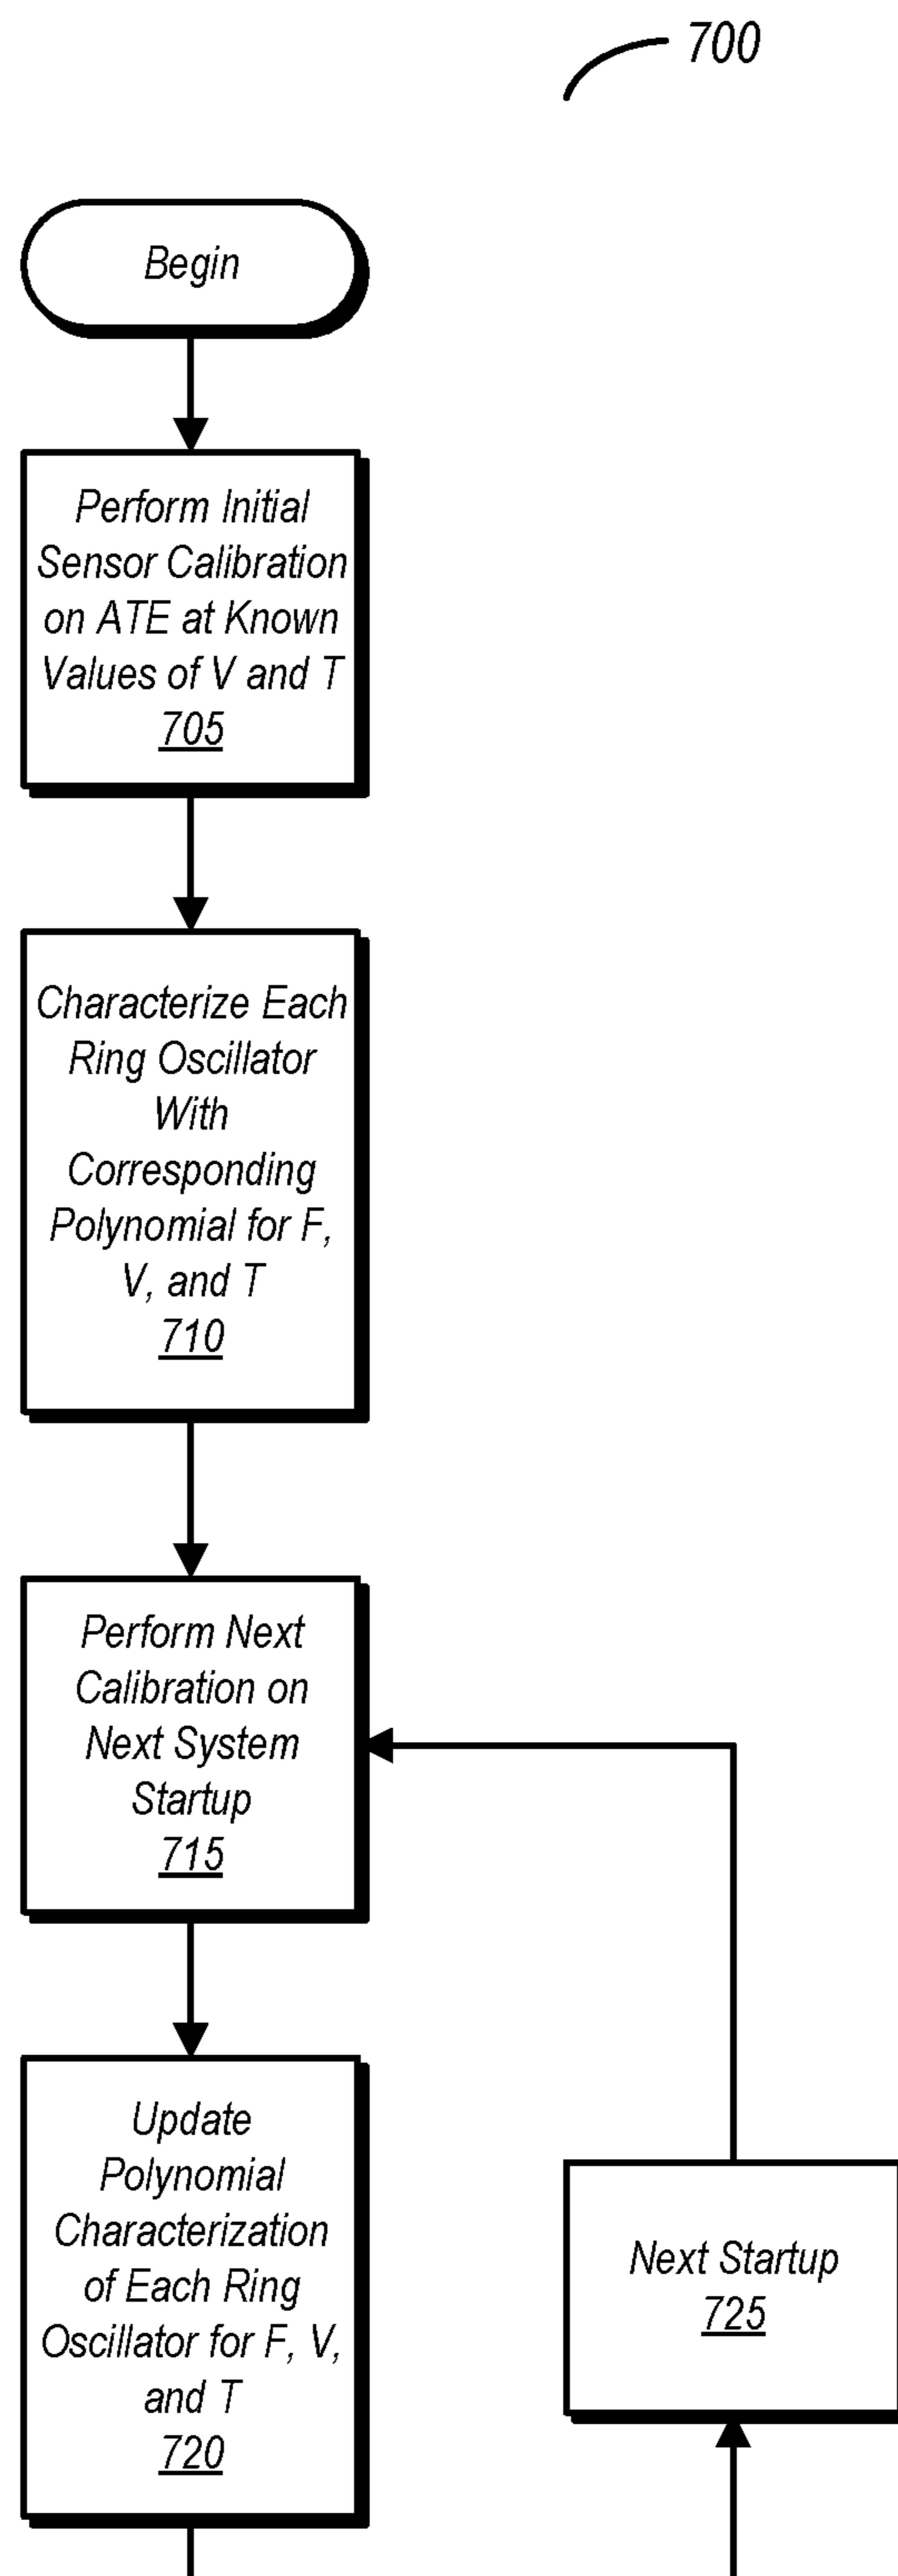 700
Begin
Perform Initial
Sensor Calibration
on ATE at Known
Values of V and T
705
Characterize Each
Ring Oscillator
With
Corresponding
Polynomial for F,
V, and T
710
Perform Next
Calibration on
Next System
Startup
715
Update
Polynomial
Characterization
of Each Ring
Oscillator for F, V,
and T
720
Next Startup
725